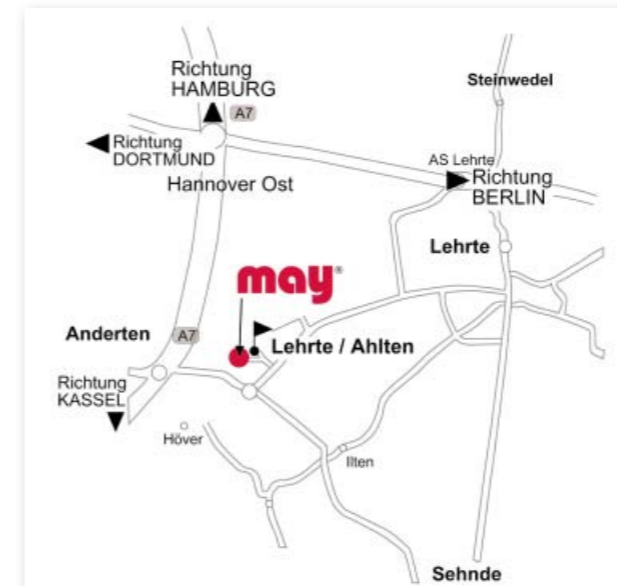 Richtung
HAMBURG
A7
Steinwedel
Richtung
DORTMUND
AS Lehrte
Richtung
BERLIN
Hannover Ost
Lehrte
may®
Anderten
A7
Lehrte / Ahlten
Richtung
KASSEL
Höver
Ilten
Sehnde